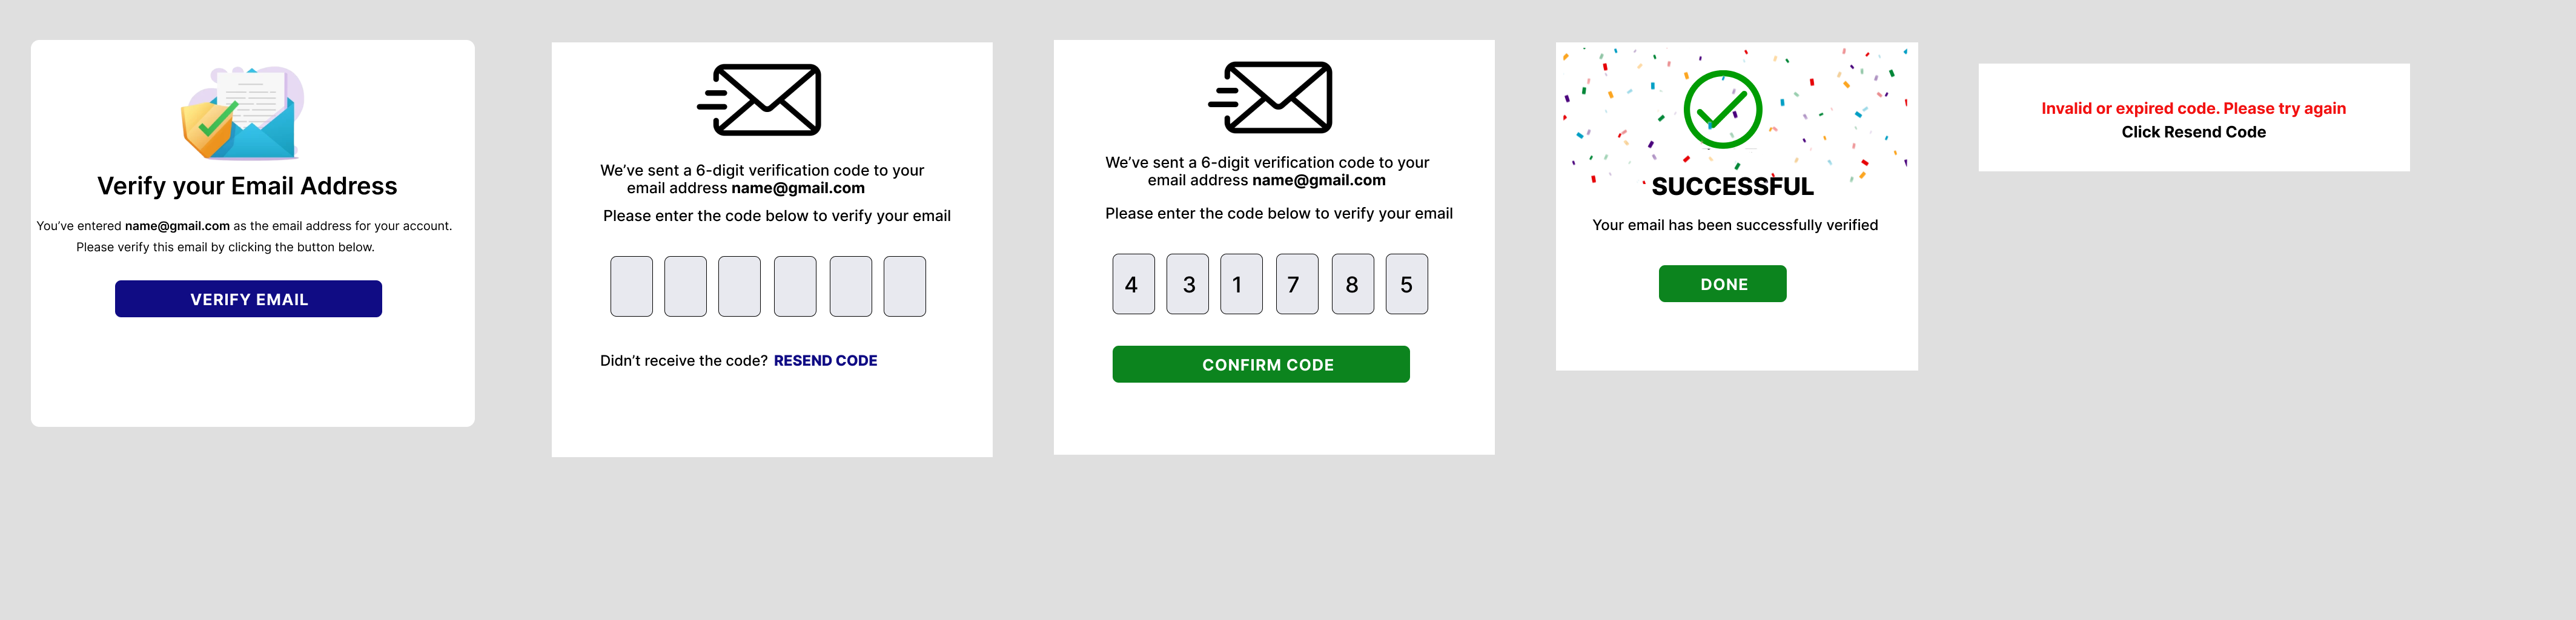 Verify your Email Address
You’ve entered name@gmail.com as the email address for your account.
Please verify this email by clicking the button below.
VERIFY EMAIL
We’ve sent a 6-digit verification code to your
email address name@gmail.com
Please enter the code below to verify your email
Didn’t receive the code? RESEND CODE
We’ve sent a 6-digit verification code to your
email address name@gmail.com
Please enter the code below to verify your email
4 3 1 7 8 5
CONFIRM CODE
SUCCESSFUL
Your email has been successfully verified
DONE
Invalid or expired code. Please try again
Click Resend Code